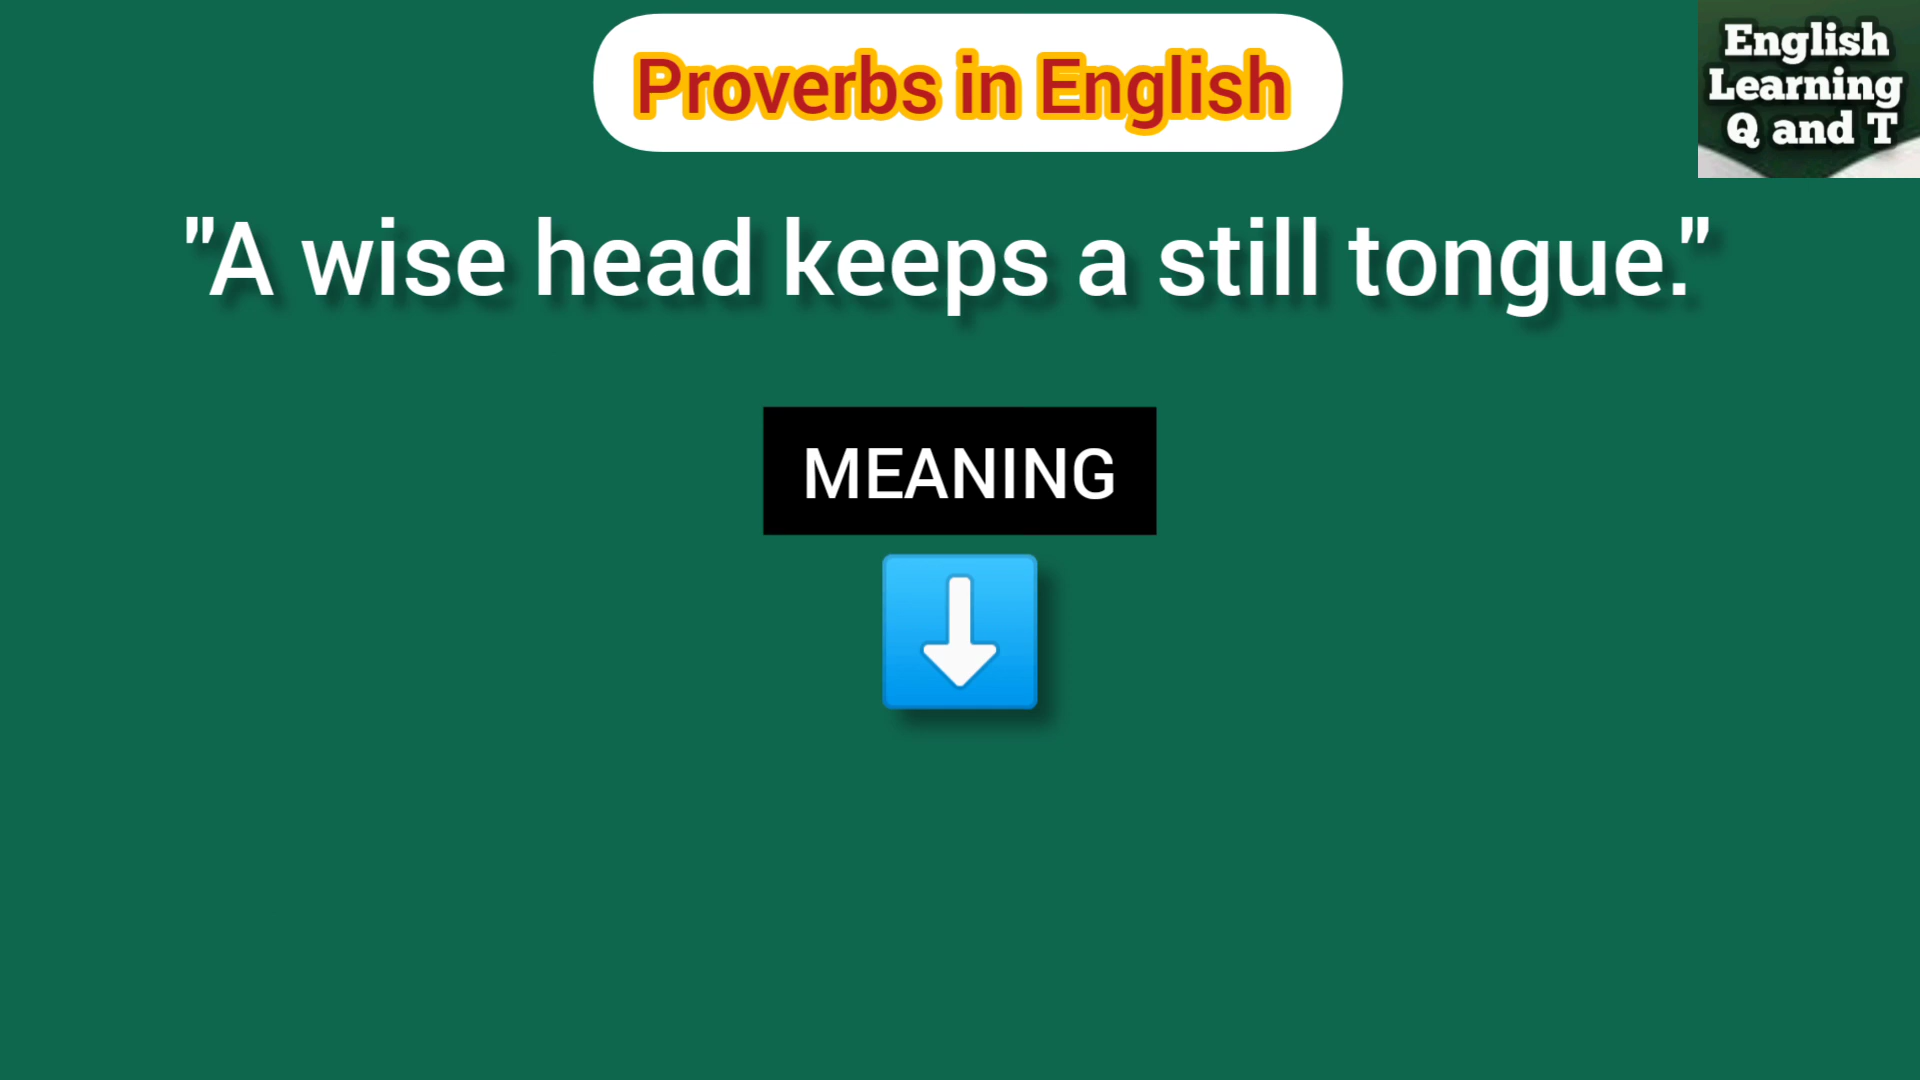 Proverbs in English
English
Learning
Q and T
"A wise head keeps a still tongue."
MEANING